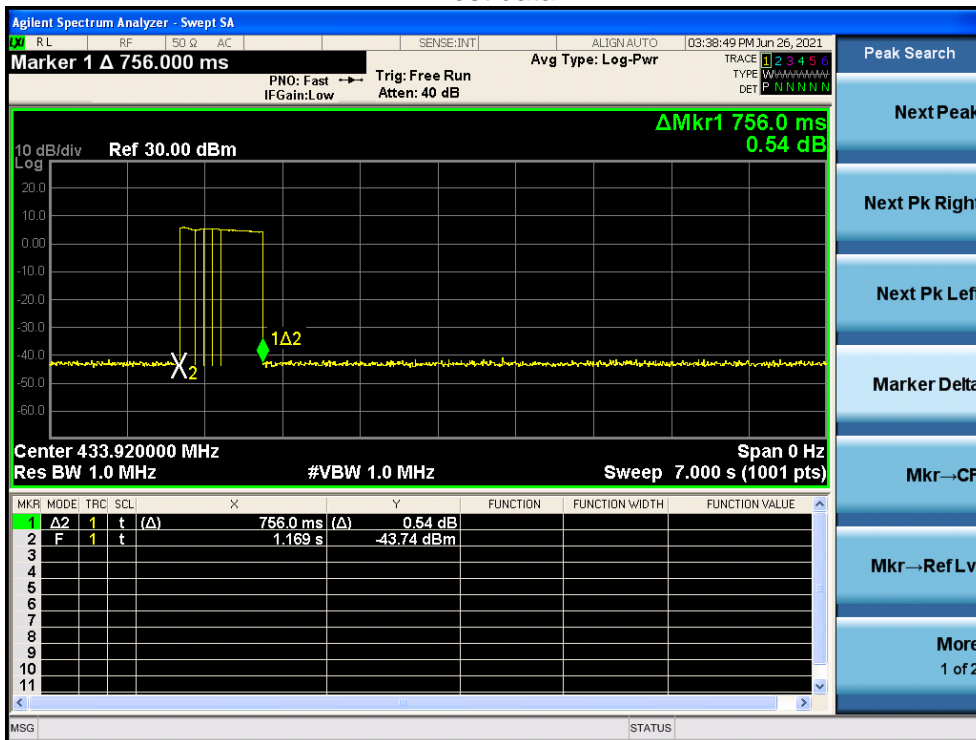 Agilent Spectrum Analyzer - Swept SA
LXI RL RF 50 Ω AC SENSE:INT ALIGN AUTO 03:38:49 PM Jun 26, 2021
Marker 1 Δ 756.000 ms
PNO: Fast
IFGain:Low
Trig: Free Run
Atten: 40 dB
Avg Type: Log-Pwr
TRACE 1 2 3 4 5 6
TYPE WWWWWW
DET P N N N N N
ΔMkr1 756.0 ms
0.54 dB
10 dB/div Ref 30.00 dBm
Log
20.0
10.0
0.00
-10.0
-20.0
-30.0
-40.0
-50.0
-60.0
1Δ2
X2
Center 433.920000 MHz Span 0 Hz
Res BW 1.0 MHz #VBW 1.0 MHz Sweep 7.000 s (1001 pts)
MKR MODE TRC SCL X Y FUNCTION FUNCTION WIDTH FUNCTION VALUE
1 Δ2 1 t (Δ) 756.0 ms (Δ) 0.54 dB
2 F 1 t 1.169 s -43.74 dBm
3
4
5
6
7
8
9
10
11
MSG STATUS
Peak Search
Next Peak
Next Pk Right
Next Pk Left
Marker Delta
Mkr→CF
Mkr→Ref Lv
More
1 of 2